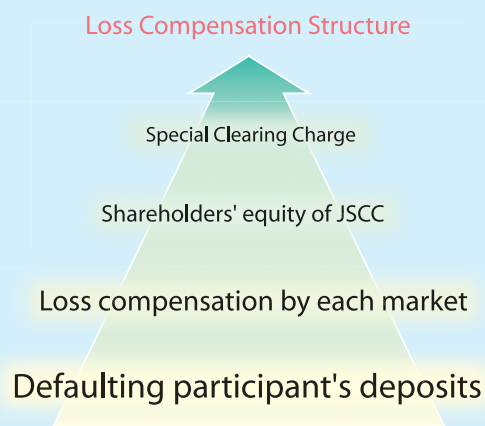 Loss Compensation Structure
Special Clearing Charge
Shareholders' equity of JSCC
Loss compensation by each market
Defaulting participant's deposits